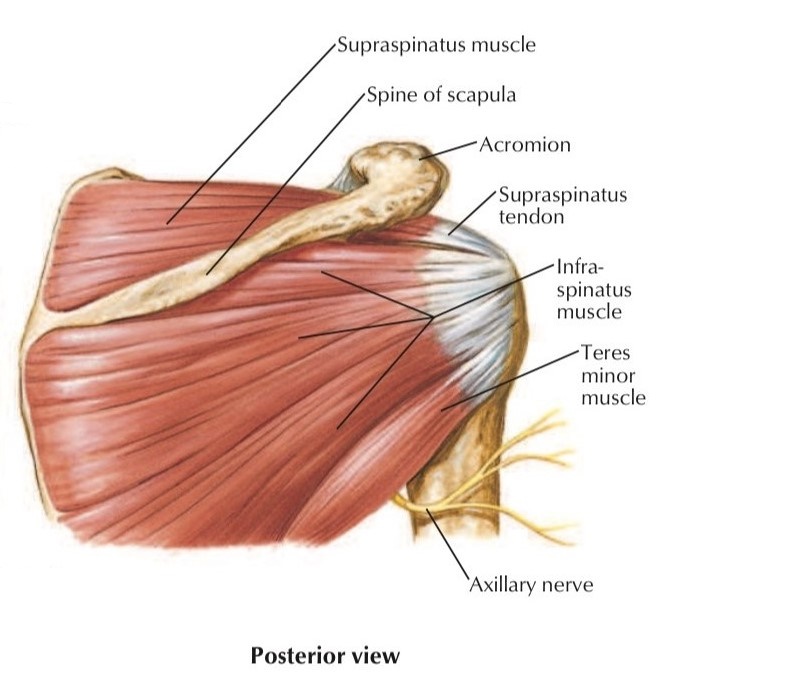 Supraspinatus muscle
Spine of scapula
Acromion
Supraspinatus
tendon
Infra-
spinatus
muscle
Teres
minor
muscle
Axillary nerve
Posterior view